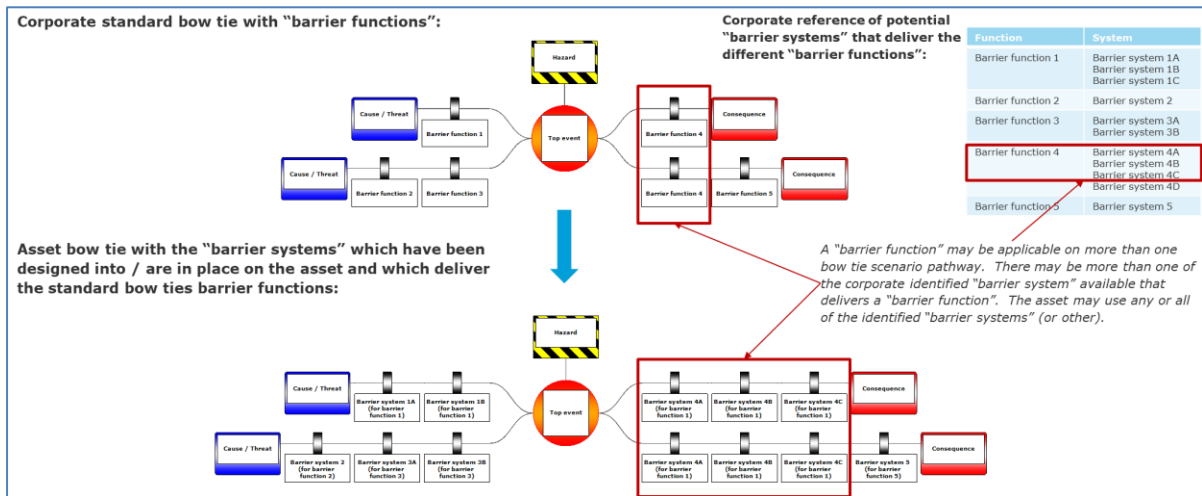 Corporate standard bow tie with “barrier functions”:
Corporate reference of potential
“barrier systems” that deliver the
different “barrier functions”:
Function System
Barrier function 1 Barrier system 1A
Barrier system 1B
Barrier system 1C
Barrier function 2 Barrier system 2
Barrier function 3 Barrier system 3A
Barrier system 3B
Barrier function 4 Barrier system 4A
Barrier system 4B
Barrier system 4C
Barrier system 4D
Barrier function 5 Barrier system 5
Hazard
Cause / Threat
Barrier function 1
Top event
Barrier function 4
Consequence
Cause / Threat
Barrier function 2
Barrier function 3
Barrier function 4
Barrier function 5
Consequence
A “barrier function” may be applicable on more than one
bow tie scenario pathway. There may be more than one of
the corporate identified “barrier system” available that
delivers a “barrier function”. The asset may use any or all
of the identified “barrier systems” (or other).
Asset bow tie with the “barrier systems” which have been
designed into / are in place on the asset and which deliver
the standard bow ties barrier functions:
Hazard
Cause / Threat
Barrier system 1A
(for barrier
function 1)
Barrier system 1B
(for barrier
function 1)
Top event
Barrier system 4A
(for barrier
function 1)
Barrier system 4B
(for barrier
function 1)
Barrier system 4C
(for barrier
function 1)
Consequence
Cause / Threat
Barrier system 2
(for barrier
function 2)
Barrier system 3A
(for barrier
function 3)
Barrier system 3B
(for barrier
function 3)
Barrier system 4A
(for barrier
function 1)
Barrier system 4B
(for barrier
function 1)
Barrier system 4C
(for barrier
function 1)
Barrier system 5
(for barrier
function 5)
Consequence